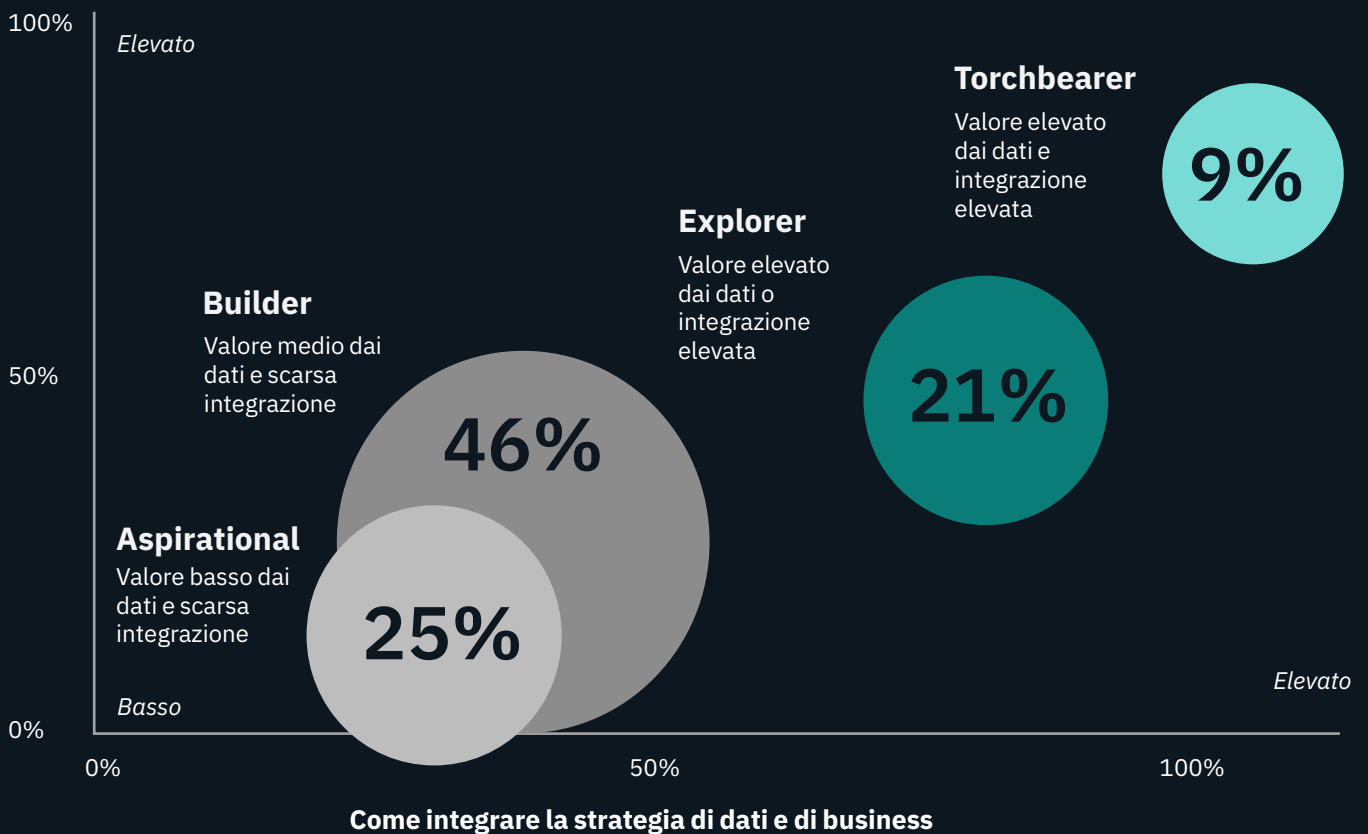 100%
Elevato
Torchbearer
Valore elevato
dai dati e
integrazione
elevata
9%
Explorer
Valore elevato
dai dati o
integrazione
elevata
21%
Builder
Valore medio dai
dati e scarsa
integrazione
46%
50%
Aspirational
Valore basso dai
dati e scarsa
integrazione
25%
Elevato
Basso
0%
0%
50%
100%
Come integrare la strategia di dati e di business